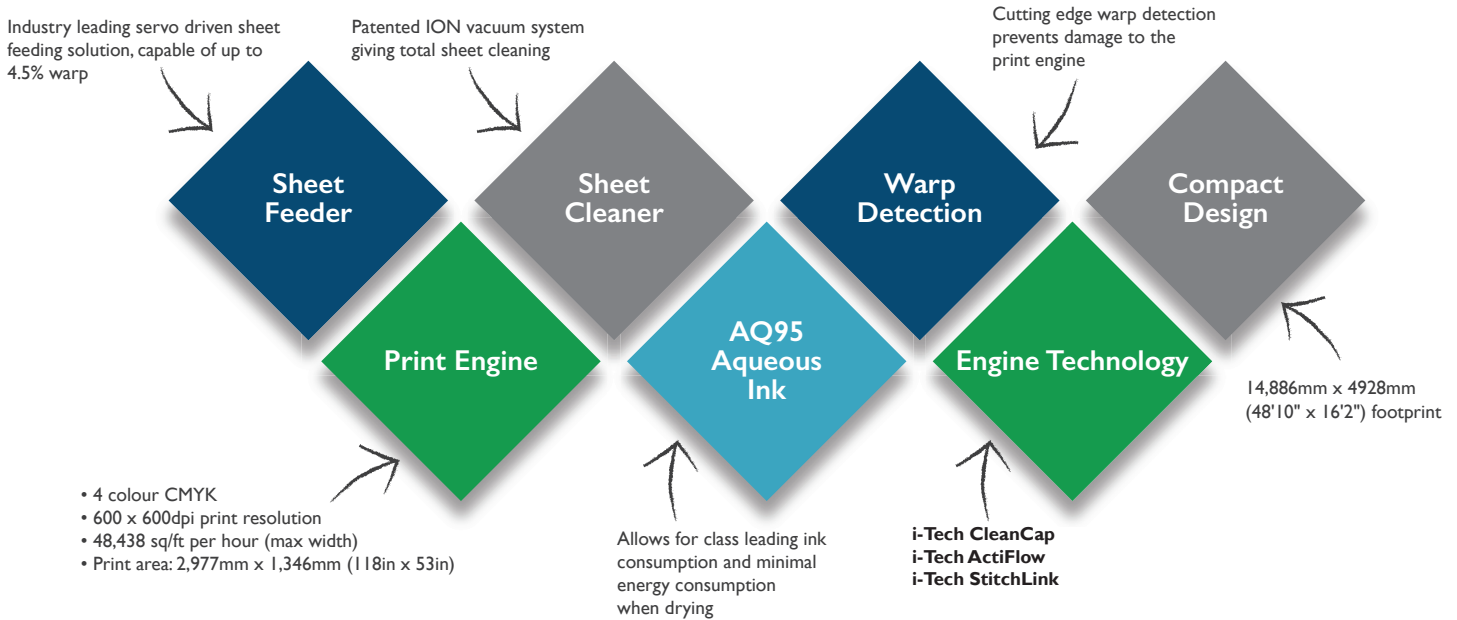 Industry leading servo driven sheet
feeding solution, capable of up to
4.5% warp
Patented ION vacuum system
giving total sheet cleaning
Cutting edge warp detection
prevents damage to the
print engine
Sheet
Feeder
Sheet
Cleaner
Warp
Detection
Compact
Design
Print Engine
AQ95
Aqueous
Ink
Engine Technology
14,886mm x 4928mm
(48'10" x 16'2") footprint
• 4 colour CMYK
• 600 x 600dpi print resolution
• 48,438 sq/ft per hour (max width)
• Print area: 2,977mm x 1,346mm (118in x 53in)
Allows for class leading ink
consumption and minimal
energy consumption
when drying
i-Tech CleanCap
i-Tech ActiFlow
i-Tech StitchLink